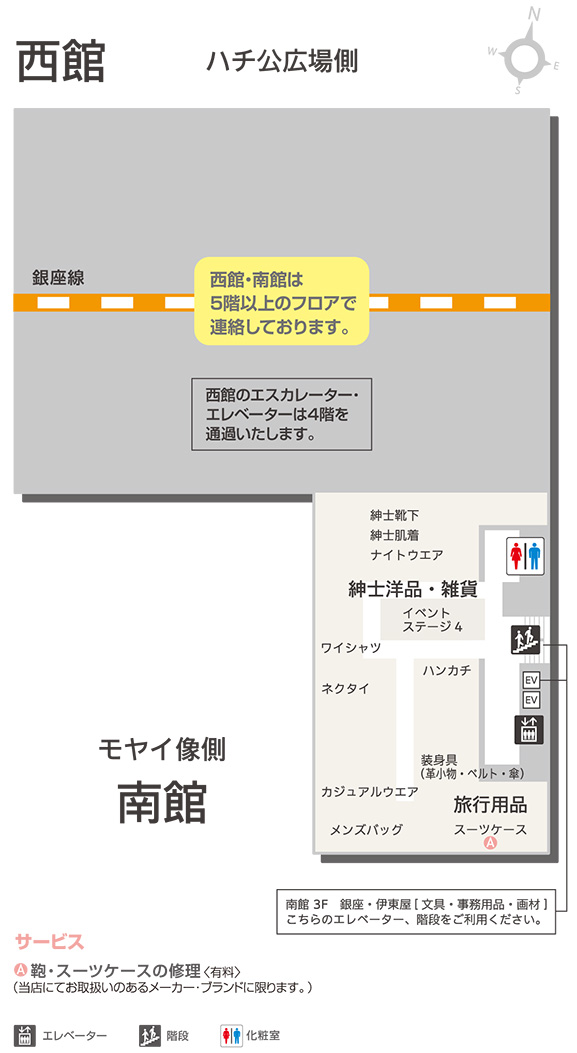 西館
ハチ公広場側
N
W
E
S
銀座線
西館・南館は
5階以上のフロアで
連絡しております。
西館のエスカレーター・
エレベーターは4階を
通過いたします。
紳士靴下
紳士肌着
ナイトウエア
紳士洋品・雑貨
イベント
ステージ4
ワイシャツ
ハンカチ
EV
ネクタイ
EV
モヤイ像側
南館
装身具
(革小物・ベルト・傘)
カジュアルウエア
旅行用品
メンズバッグ
スーツケース
A
南館 3F 銀座・伊東屋 [ 文具・事務用品・画材 ]
こちらのエレベーター、階段をご利用ください。
サービス
A 鞄・スーツケースの修理〈有料〉
(当店にてお取扱いのあるメーカー・ブランドに限ります。)
エレベーター 階段 化粧室